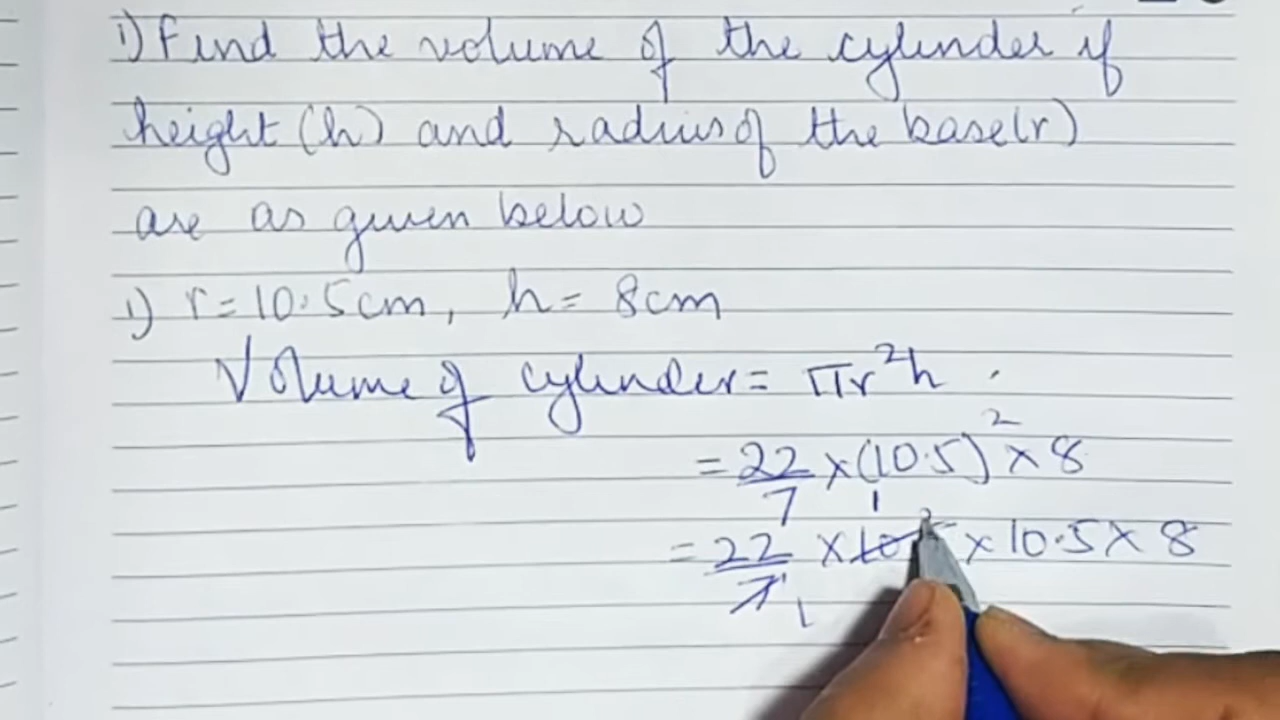 1) Find the volume of the cylinder if
height (h) and radius of the base (r)
are as given below
1) r = 10.5cm, h = 8cm
Volume of cylinder = πr²h .
= 22/7 × (10.5)² × 8
1
= 22/7 × 10.5 × 10.5 × 8
1